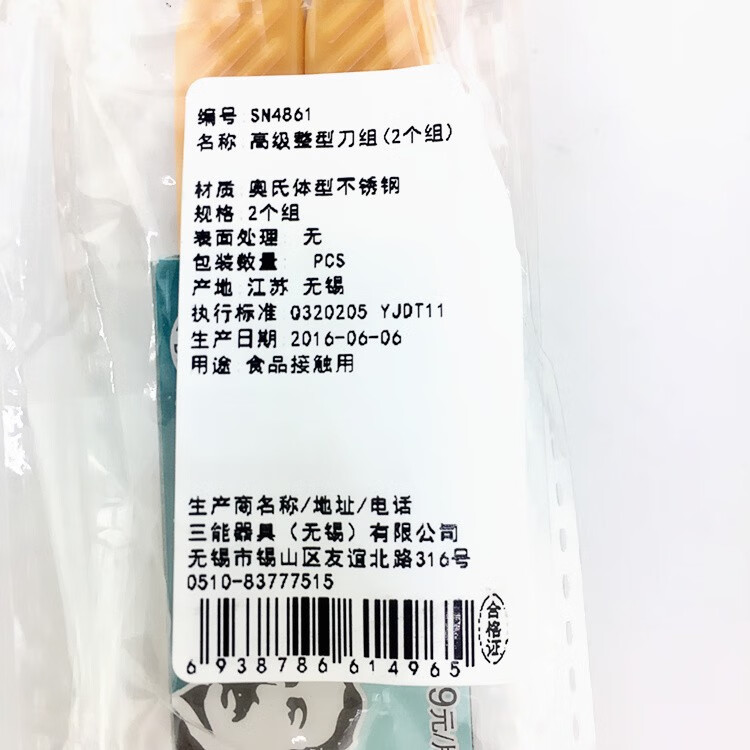 编号 SN4861
名称 高级整型刀组(2个组)
材质 奥氏体型不锈钢
规格 2个组
表面处理 无
包装数量 PCS
产地 江苏 无锡
执行标准 Q320205 YJDT11
生产日期 2016-06-06
用途 食品接触用
生产商名称/地址/电话
三能器具（无锡）有限公司
无锡市锡山区友谊北路316号
0510-83777515
合格证
6 938786 614965
9元/